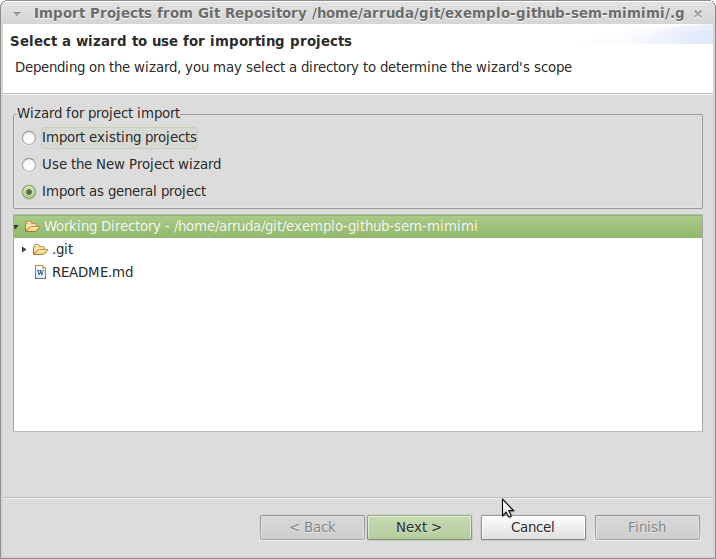 Import Projects from Git Repository /home/arruda/git/exemplo-github-sem-mimimi/.g
Select a wizard to use for importing projects
Depending on the wizard, you may select a directory to determine the wizard's scope
Wizard for project import
Import existing projects
Use the New Project wizard
Import as general project
Working Directory - /home/arruda/git/exemplo-github-sem-mimimi
.git
README.md
< Back Next > Cancel Finish